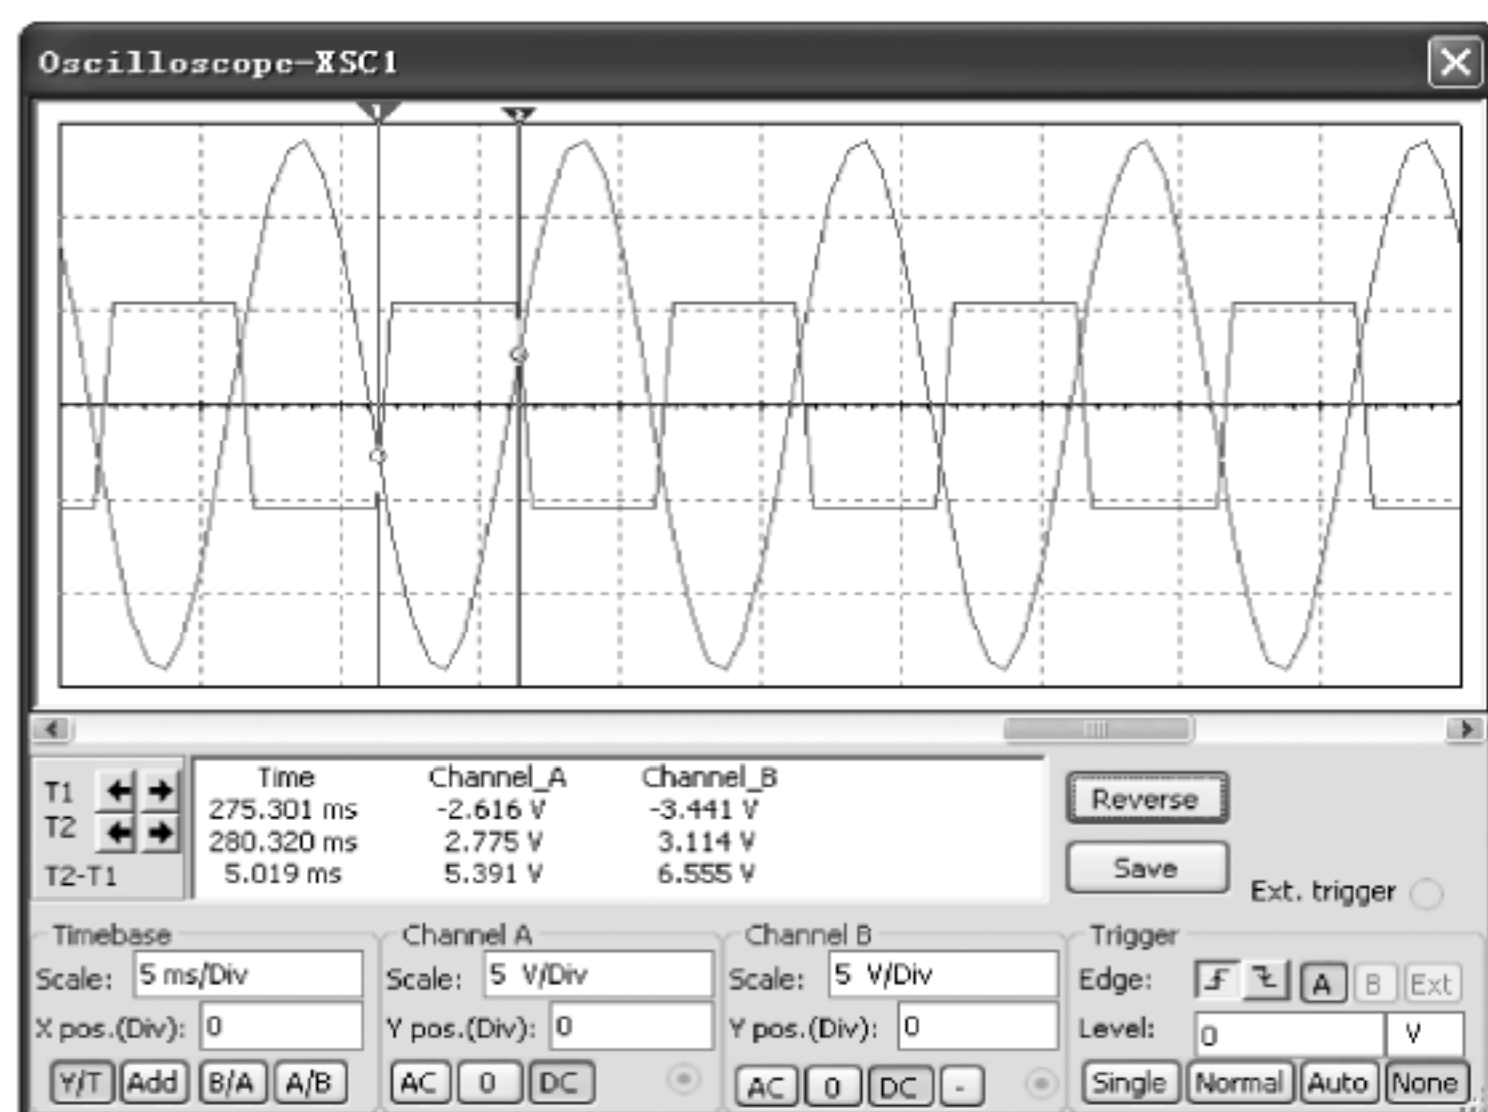 Oscilloscope-XSC1
1
2
Time Channel_A Channel_B
T1 275.301 ms -2.616 V -3.441 V
T2 280.320 ms 2.775 V 3.114 V
T2-T1 5.019 ms 5.391 V 6.555 V
Reverse
Save
Ext. trigger
Timebase Channel A Channel B Trigger
Scale: 5 ms/Div Scale: 5 V/Div Scale: 5 V/Div Edge: A B Ext
X pos.(Div): 0 Y pos.(Div): 0 Y pos.(Div): 0 Level: 0 V
Y/T Add B/A A/B AC 0 DC AC 0 DC - Single Normal Auto None